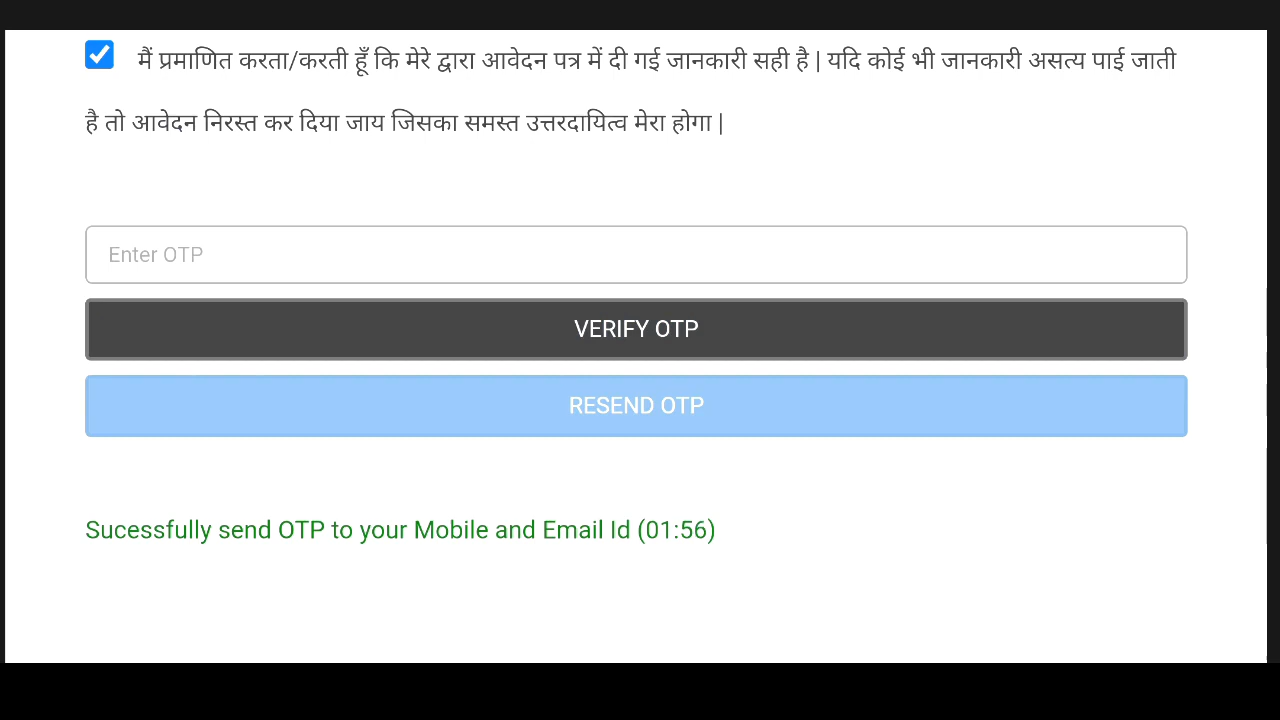 मैं प्रमाणित करता/करती हूँ कि मेरे द्वारा आवेदन पत्र में दी गई जानकारी सही है | यदि कोई भी जानकारी असत्य पाई जाती
है तो आवेदन निरस्त कर दिया जाय जिसका समस्त उत्तरदायित्व मेरा होगा |
Enter OTP
VERIFY OTP
RESEND OTP
Sucessfully send OTP to your Mobile and Email Id (01:56)